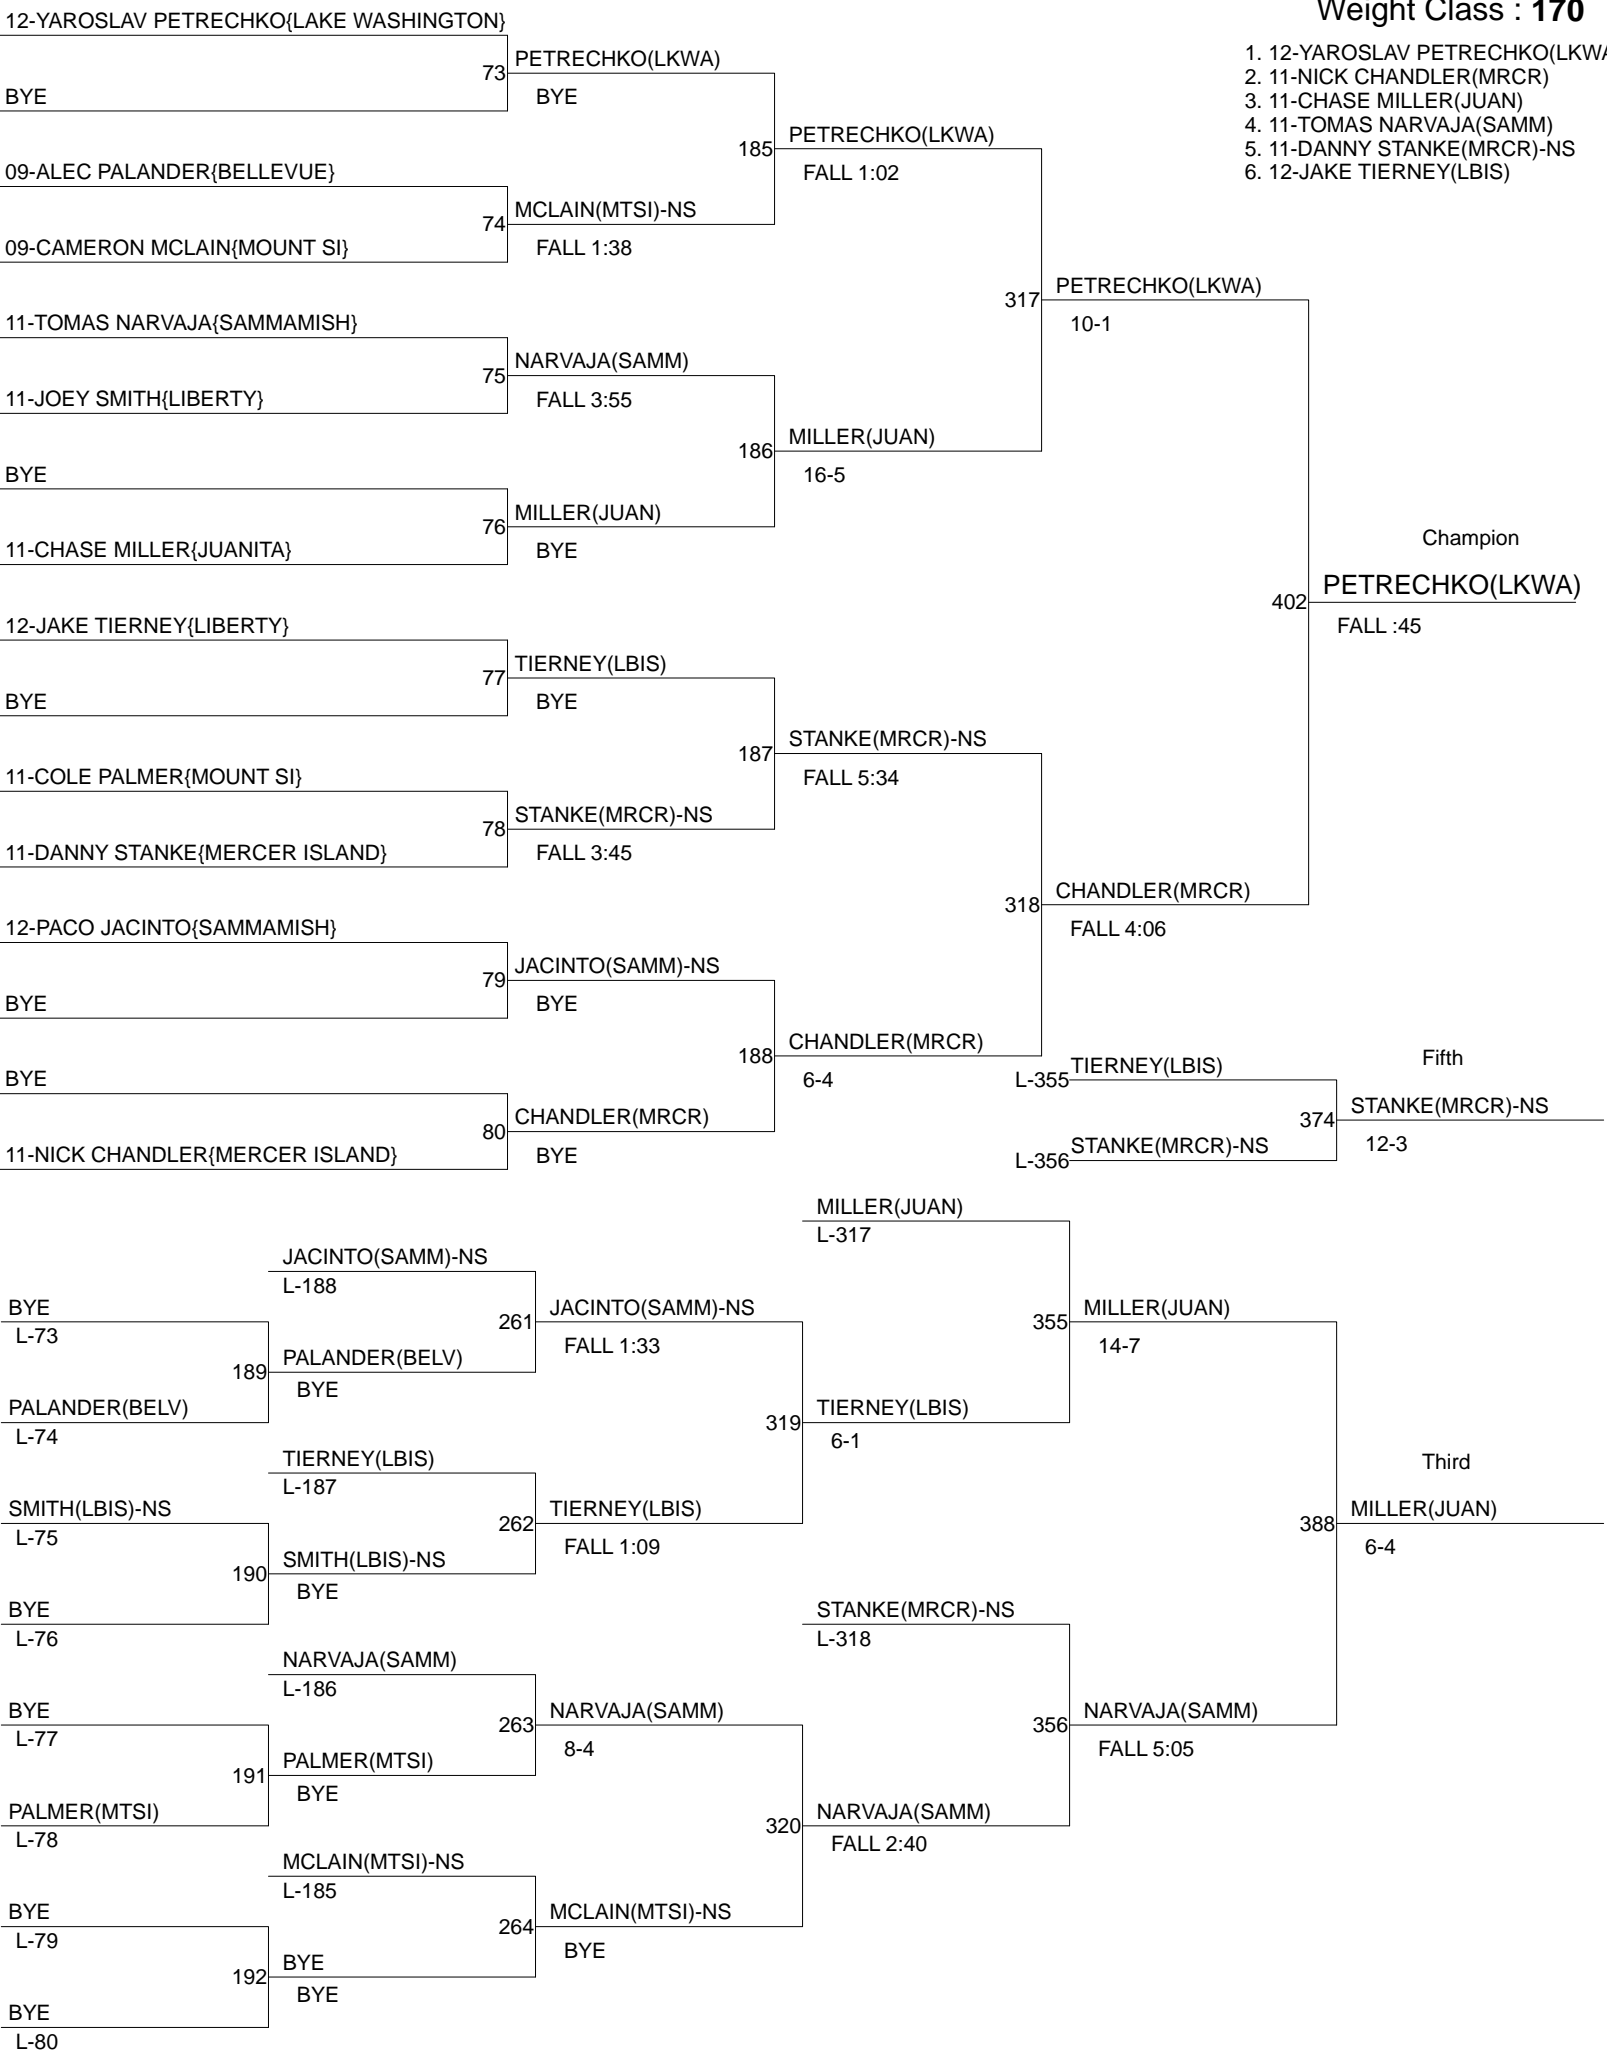 12-YAROSLAV PETRECHKO{LAKE WASHINGTON}
Weight Class : 170
1. 12-YAROSLAV PETRECHKO(LKWA
2. 11-NICK CHANDLER(MRCR)
3. 11-CHASE MILLER(JUAN)
4. 11-TOMAS NARVAJA(SAMM)
5. 11-DANNY STANKE(MRCR)-NS
6. 12-JAKE TIERNEY(LBIS)
73 PETRECHKO(LKWA)
BYE
BYE
185 PETRECHKO(LKWA)
FALL 1:02
09-ALEC PALANDER{BELLEVUE}
74 MCLAIN(MTSI)-NS
FALL 1:38
09-CAMERON MCLAIN{MOUNT SI}
317 PETRECHKO(LKWA)
10-1
11-TOMAS NARVAJA{SAMMAMISH}
75 NARVAJA(SAMM)
FALL 3:55
11-JOEY SMITH{LIBERTY}
186 MILLER(JUAN)
16-5
BYE
76 MILLER(JUAN)
BYE
11-CHASE MILLER{JUANITA}
Champion
402 PETRECHKO(LKWA)
FALL :45
12-JAKE TIERNEY{LIBERTY}
77 TIERNEY(LBIS)
BYE
BYE
187 STANKE(MRCR)-NS
FALL 5:34
11-COLE PALMER{MOUNT SI}
78 STANKE(MRCR)-NS
FALL 3:45
11-DANNY STANKE{MERCER ISLAND}
318 CHANDLER(MRCR)
FALL 4:06
12-PACO JACINTO{SAMMAMISH}
79 JACINTO(SAMM)-NS
BYE
BYE
188 CHANDLER(MRCR)
6-4
BYE
80 CHANDLER(MRCR)
BYE
11-NICK CHANDLER{MERCER ISLAND}
Fifth
L-355 TIERNEY(LBIS)
374 STANKE(MRCR)-NS
12-3
L-356 STANKE(MRCR)-NS
MILLER(JUAN)
L-317
JACINTO(SAMM)-NS
L-188
BYE
L-73
261 JACINTO(SAMM)-NS
FALL 1:33
355 MILLER(JUAN)
14-7
189 PALANDER(BELV)
BYE
PALANDER(BELV)
L-74
319 TIERNEY(LBIS)
6-1
TIERNEY(LBIS)
L-187
Third
SMITH(LBIS)-NS
L-75
262 TIERNEY(LBIS)
FALL 1:09
388 MILLER(JUAN)
6-4
190 SMITH(LBIS)-NS
BYE
BYE
L-76
STANKE(MRCR)-NS
L-318
NARVAJA(SAMM)
L-186
BYE
L-77
263 NARVAJA(SAMM)
8-4
356 NARVAJA(SAMM)
FALL 5:05
191 PALMER(MTSI)
BYE
PALMER(MTSI)
L-78
320 NARVAJA(SAMM)
FALL 2:40
MCLAIN(MTSI)-NS
L-185
BYE
L-79
264 MCLAIN(MTSI)-NS
BYE
192 BYE
BYE
BYE
L-80